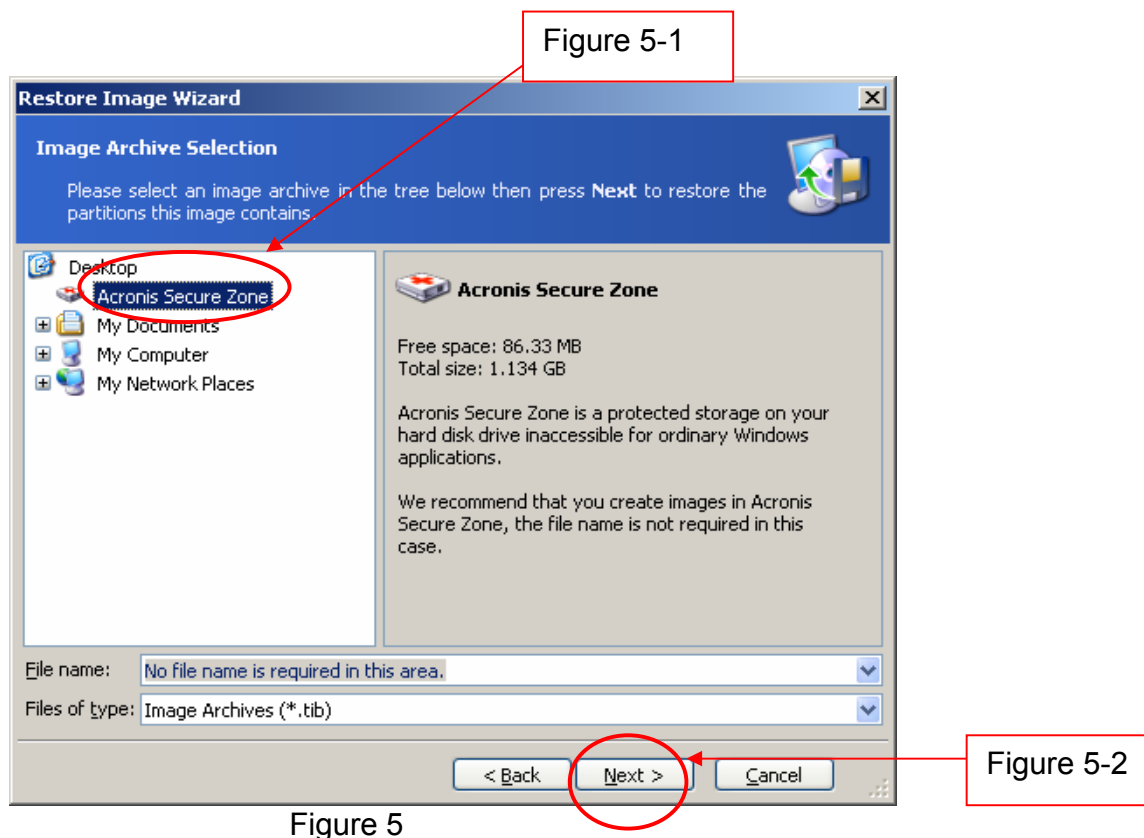 Figure 5-1
Restore Image Wizard
Image Archive Selection
Please select an image archive in the tree below then press Next to restore the
partitions this image contains.
Desktop
Acronis Secure Zone
My Documents
My Computer
My Network Places
Acronis Secure Zone
Free space: 86.33 MB
Total size: 1.134 GB
Acronis Secure Zone is a protected storage on your
hard disk drive inaccessible for ordinary Windows
applications.
We recommend that you create images in Acronis
Secure Zone, the file name is not required in this
case.
File name: No file name is required in this area.
Files of type: Image Archives (*.tib)
< Back Next > Cancel
Figure 5-2
Figure 5